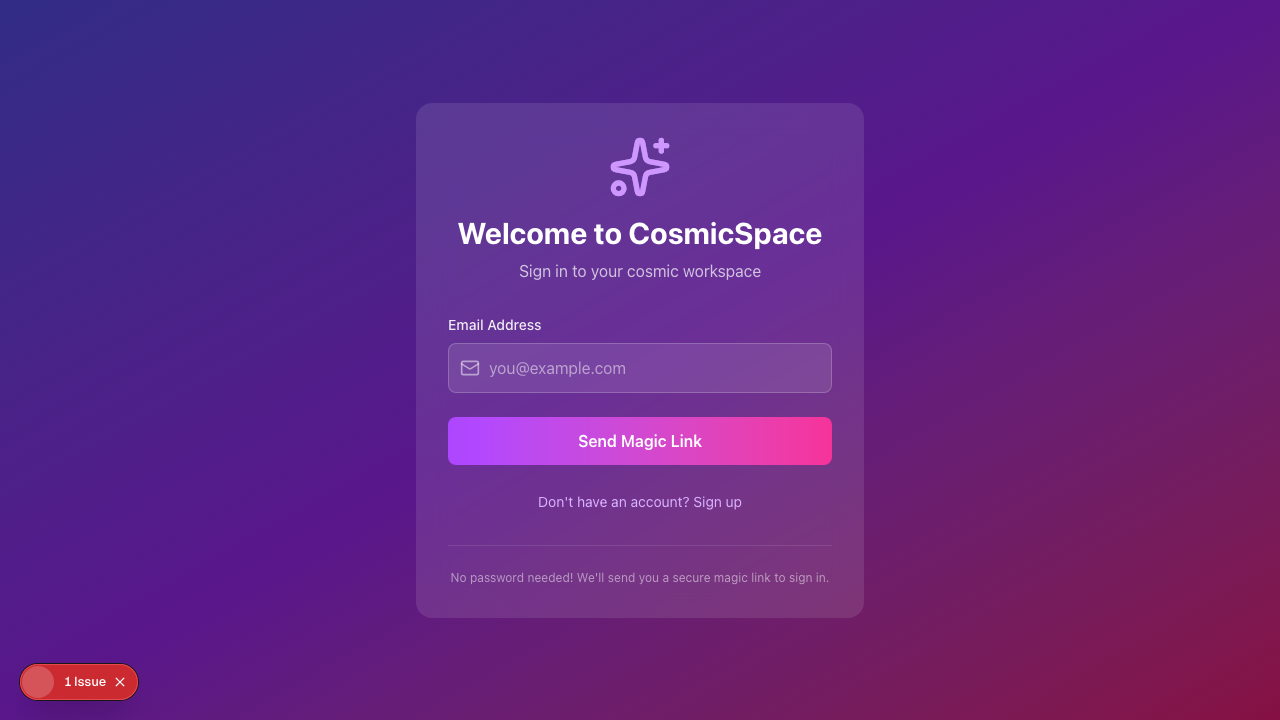 Welcome to CosmicSpace
Sign in to your cosmic workspace
Email Address
you@example.com
Send Magic Link
Don't have an account? Sign up
No password needed! We'll send you a secure magic link to sign in.
1 Issue